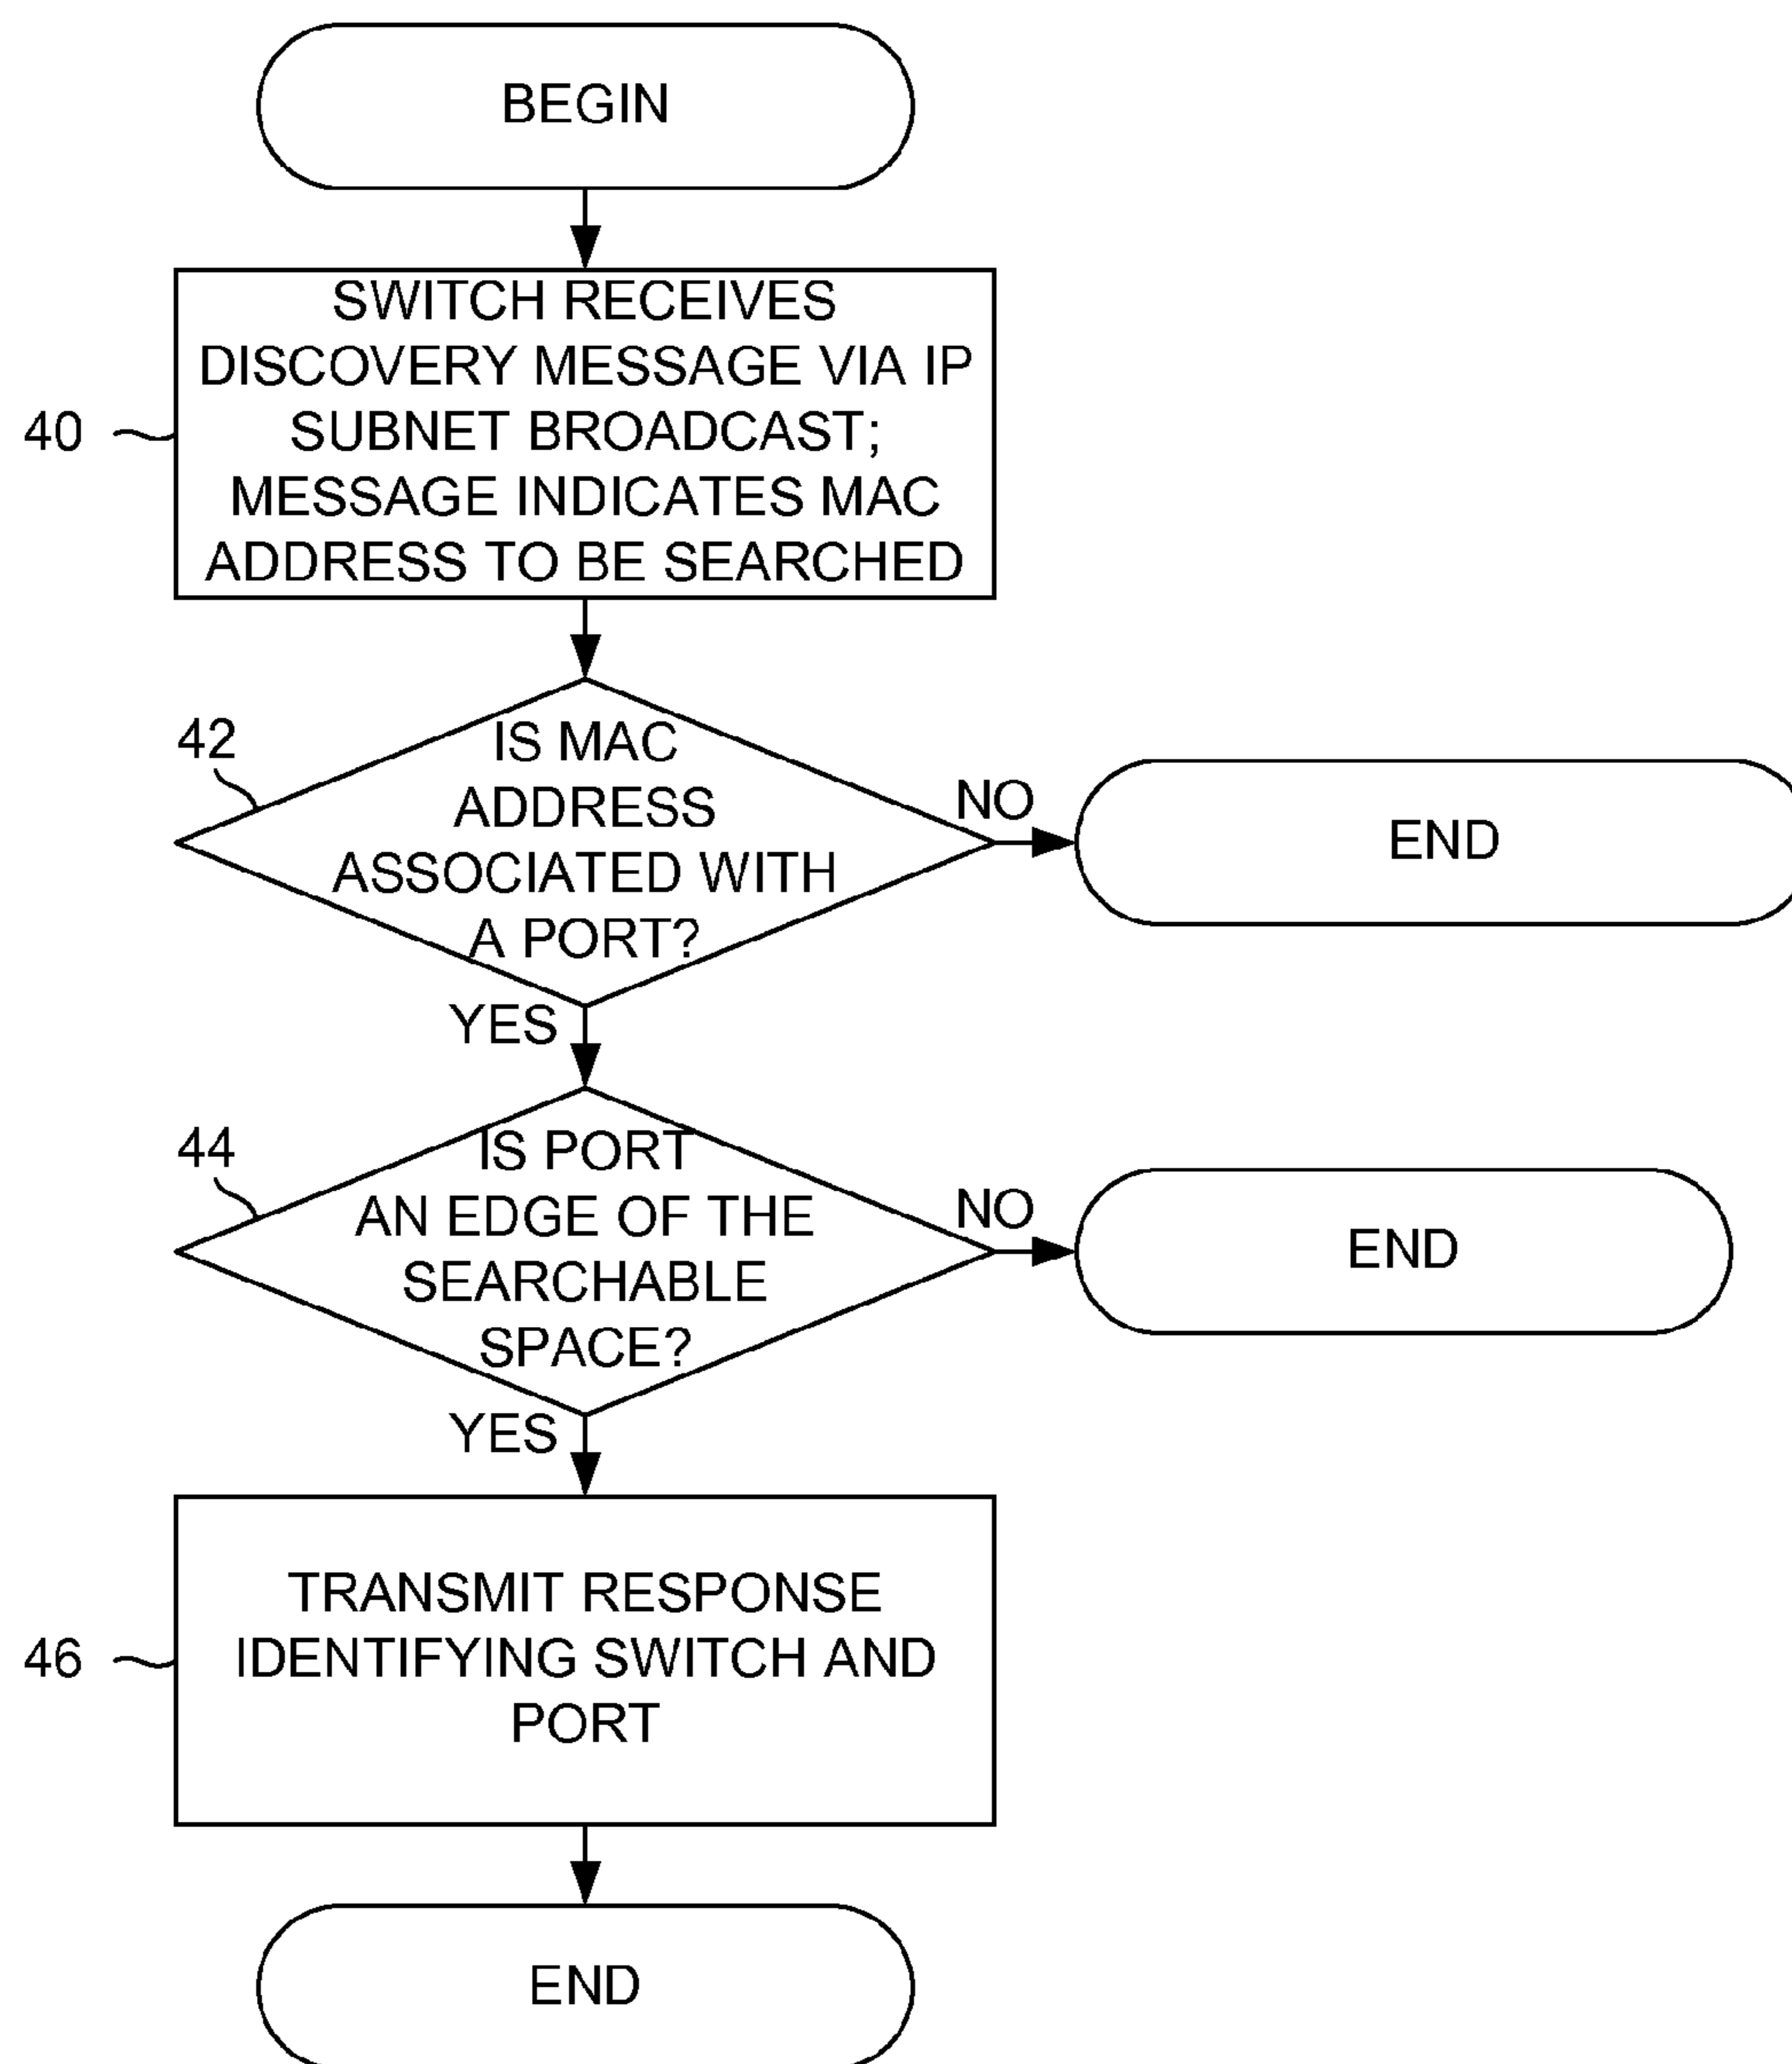 BEGIN
SWITCH RECEIVES
DISCOVERY MESSAGE VIA IP
SUBNET BROADCAST;
MESSAGE INDICATES MAC
ADDRESS TO BE SEARCHED
40
42
IS MAC
ADDRESS
ASSOCIATED WITH
A PORT?
NO
END
YES
44
IS PORT
AN EDGE OF THE
SEARCHABLE
SPACE?
NO
END
YES
TRANSMIT RESPONSE
IDENTIFYING SWITCH AND
PORT
46
END